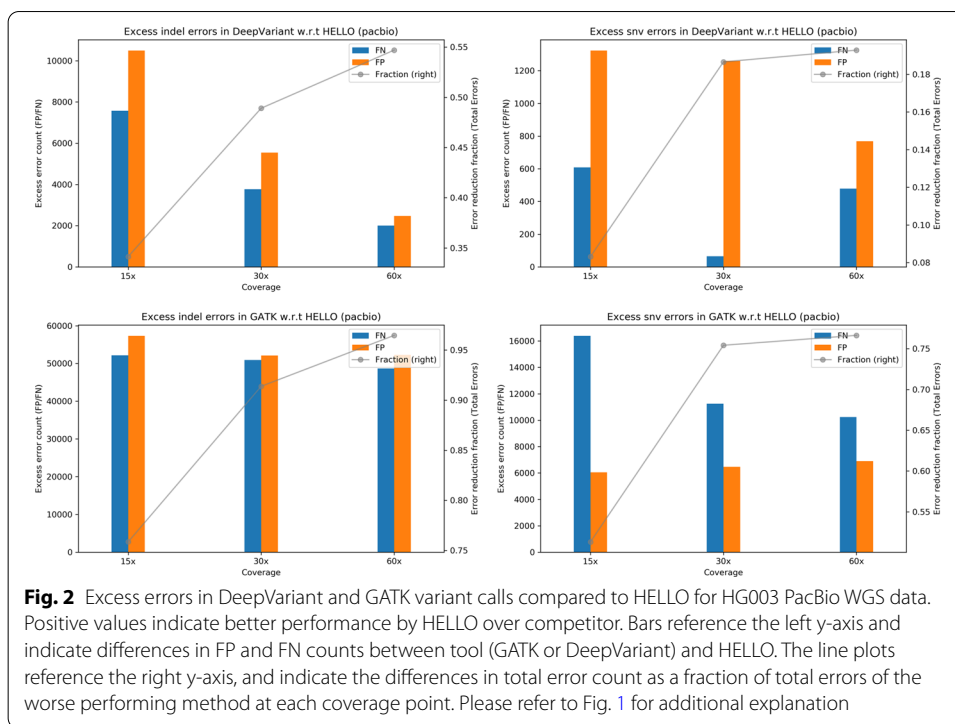 Excess indel errors in DeepVariant w.r.t HELLO (pacbio)
FN
FP
Fraction (right)
10000
8000
6000
4000
2000
0
Excess error count (FP/FN)
0.55
0.50
0.45
0.40
0.35
Error reduction fraction (Total Errors)
15x
30x
60x
Coverage
Excess snv errors in DeepVariant w.r.t HELLO (pacbio)
FN
FP
Fraction (right)
1200
1000
800
600
400
200
0
Excess error count (FP/FN)
0.18
0.16
0.14
0.12
0.10
0.08
Error reduction fraction (Total Errors)
15x
30x
60x
Coverage
Excess indel errors in GATK w.r.t HELLO (pacbio)
FN
FP
Fraction (right)
60000
50000
40000
30000
20000
10000
0
Excess error count (FP/FN)
0.95
0.90
0.85
0.80
0.75
Error reduction fraction (Total Errors)
15x
30x
60x
Coverage
Excess snv errors in GATK w.r.t HELLO (pacbio)
FN
FP
Fraction (right)
16000
14000
12000
10000
8000
6000
4000
2000
0
Excess error count (FP/FN)
0.75
0.70
0.65
0.60
0.55
Error reduction fraction (Total Errors)
15x
30x
60x
Coverage
Fig. 2 Excess errors in DeepVariant and GATK variant calls compared to HELLO for HG003 PacBio WGS data.
Positive values indicate better performance by HELLO over competitor. Bars reference the left y-axis and
indicate differences in FP and FN counts between tool (GATK or DeepVariant) and HELLO. The line plots
reference the right y-axis, and indicate the differences in total error count as a fraction of total errors of the
worse performing method at each coverage point. Please refer to Fig. 1 for additional explanation